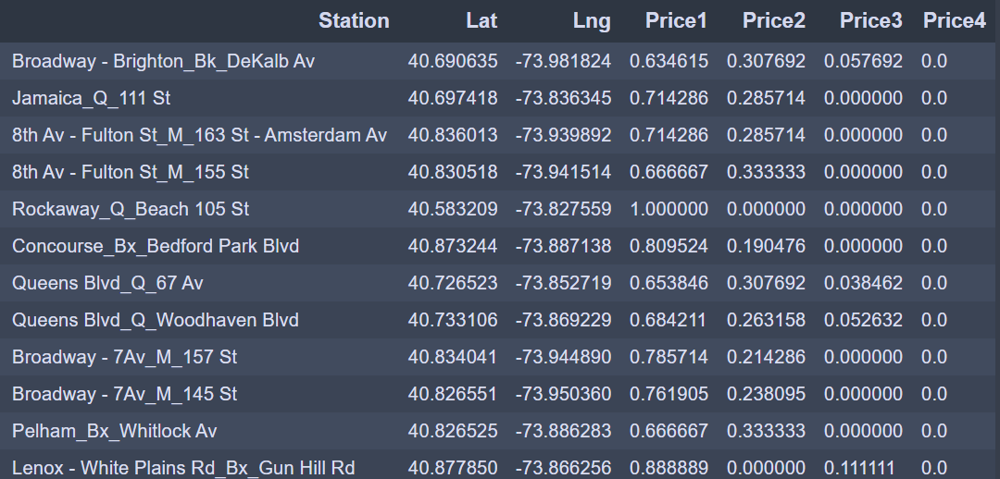 Station Lat Lng Price1 Price2 Price3 Price4
Broadway - Brighton_Bk_DeKalb Av 40.690635 -73.981824 0.634615 0.307692 0.057692 0.0
Jamaica_Q_111 St 40.697418 -73.836345 0.714286 0.285714 0.000000 0.0
8th Av - Fulton St_M_163 St - Amsterdam Av 40.836013 -73.939892 0.714286 0.285714 0.000000 0.0
8th Av - Fulton St_M_155 St 40.830518 -73.941514 0.666667 0.333333 0.000000 0.0
Rockaway_Q_Beach 105 St 40.583209 -73.827559 1.000000 0.000000 0.000000 0.0
Concourse_Bx_Bedford Park Blvd 40.873244 -73.887138 0.809524 0.190476 0.000000 0.0
Queens Blvd_Q_67 Av 40.726523 -73.852719 0.653846 0.307692 0.038462 0.0
Queens Blvd_Q_Woodhaven Blvd 40.733106 -73.869229 0.684211 0.263158 0.052632 0.0
Broadway - 7Av_M_157 St 40.834041 -73.944890 0.785714 0.214286 0.000000 0.0
Broadway - 7Av_M_145 St 40.826551 -73.950360 0.761905 0.238095 0.000000 0.0
Pelham_Bx_Whitlock Av 40.826525 -73.886283 0.666667 0.333333 0.000000 0.0
Lenox - White Plains Rd_Bx_Gun Hill Rd 40.877850 -73.866256 0.888889 0.000000 0.111111 0.0